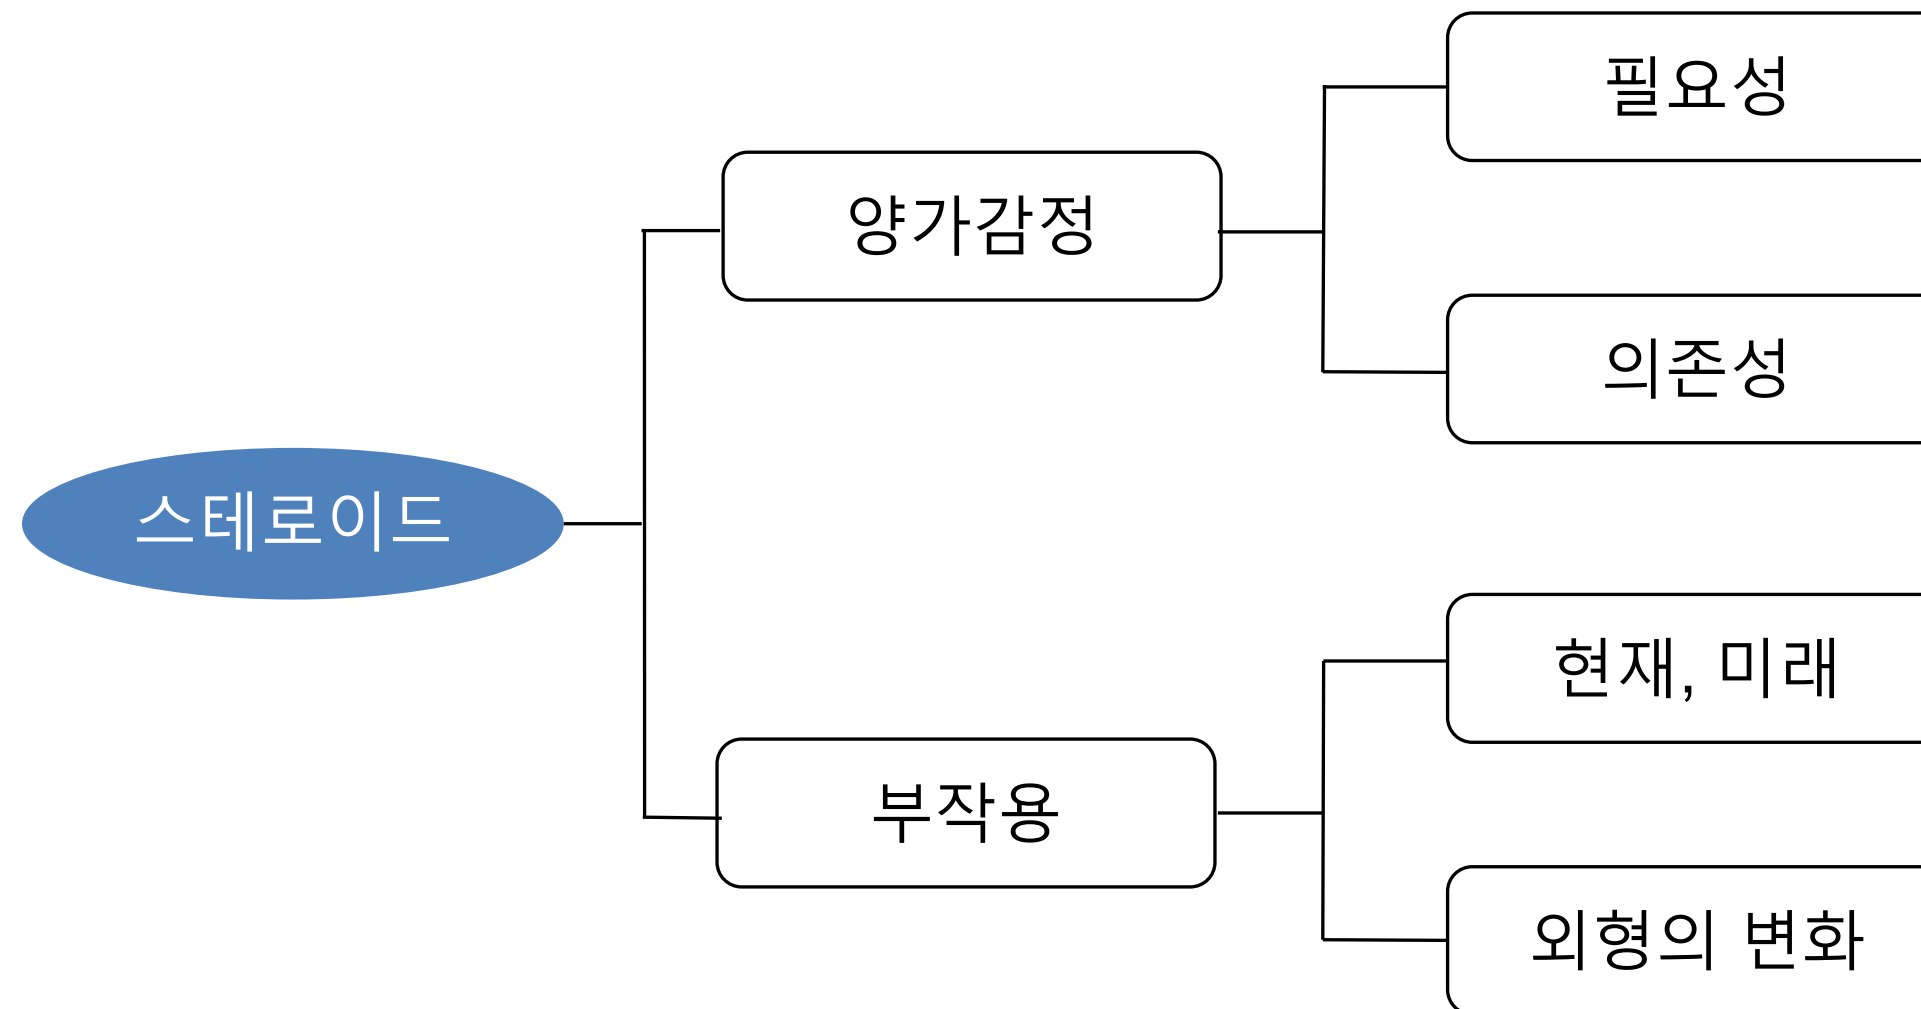 필요성
양가감정
의존성
스테로이드
현재, 미래
부작용
외형의 변화